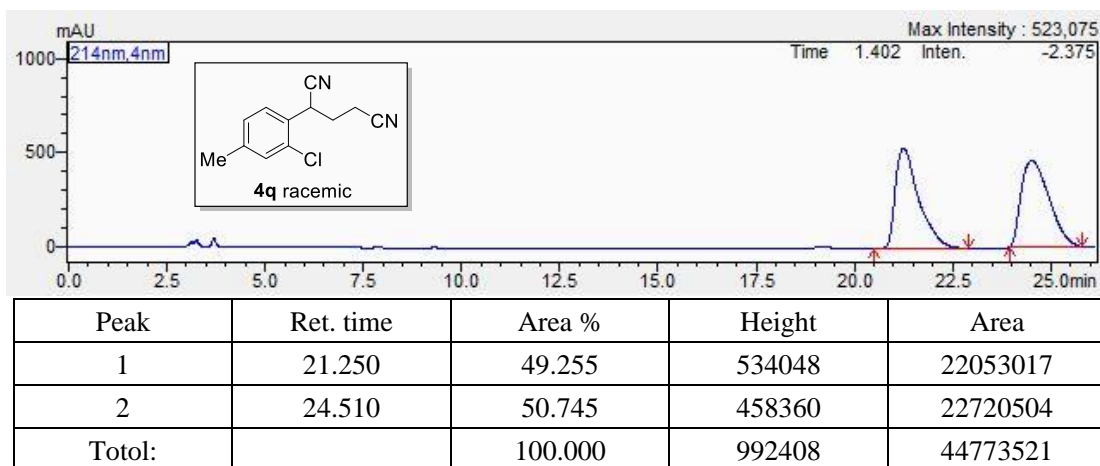 mAU
Max Intensity : 523,075
1000
214nm,4nm
Time 1.402 Inten. -2.375
CN
CN
500
Me
Cl
4q racemic
0
0.0 2.5 5.0 7.5 10.0 12.5 15.0 17.5 20.0 22.5 25.0min
Peak Ret. time Area % Height Area
1 21.250 49.255 534048 22053017
2 24.510 50.745 458360 22720504
Totol: 100.000 992408 44773521